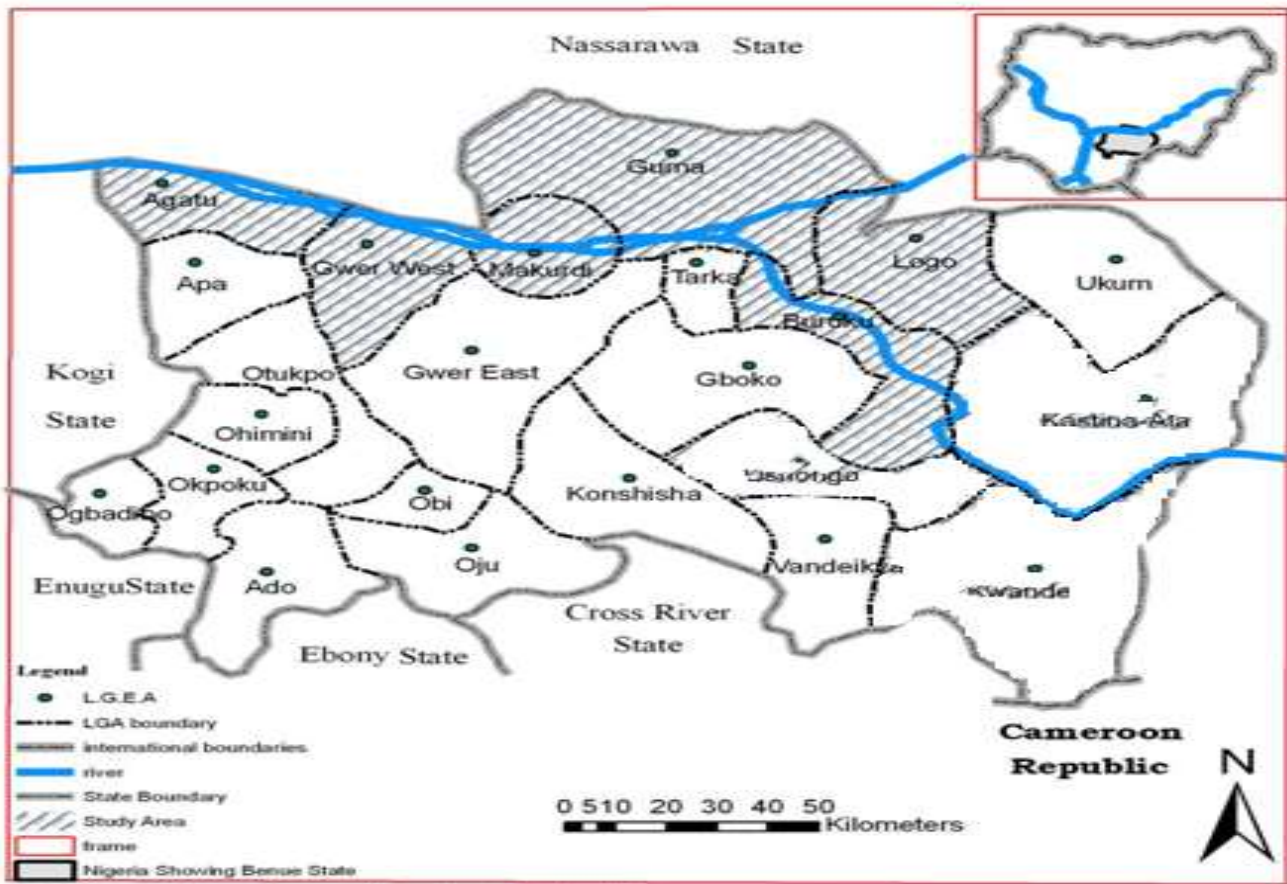 Nassarawa State
Guma
Agatu
Gwer West
Makurdi
Tarka
Logo
Ukum
Apa
Buruku
Kogi
State
Otukpo
Gwer East
Gboko
Kastina-Ala
Ohimini
Okpoku
Obi
Konshisha
Ogbadibo
Oju
Vandeikya
Kwande
EnuguState
Ado
Cross River
State
Ebony State
Cameroon
Republic
N
Legend
L.G.E.A
LGA boundary
international boundaries
river
State Boundary
Study Area
frame
Nigeria Showing Benue State
0 510 20 30 40 50
Kilometers